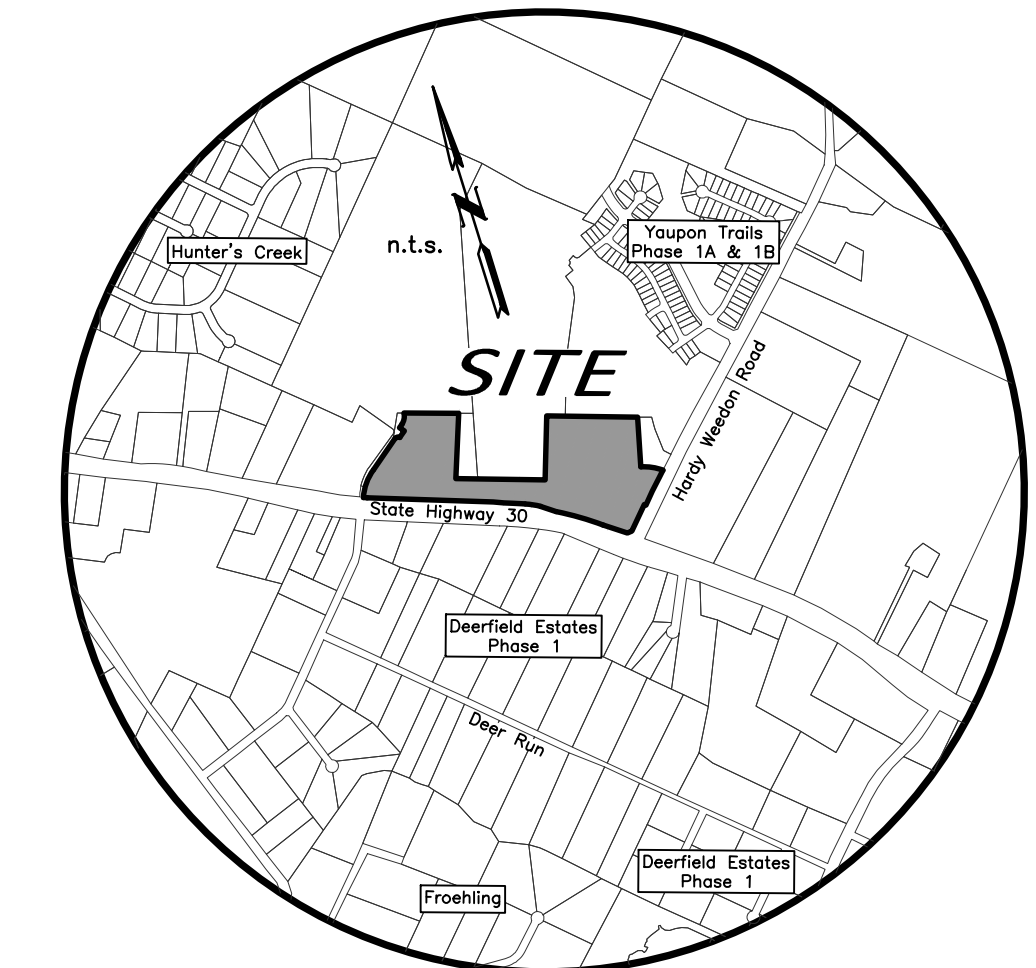 Hunter's Creek
n.t.s.
Yaupon Trails
Phase 1A & 1B
SITE
Hardy Weedon Road
State Highway 30
Deerfield Estates
Phase 1
Deer Run
Deerfield Estates
Phase 1
Froehling